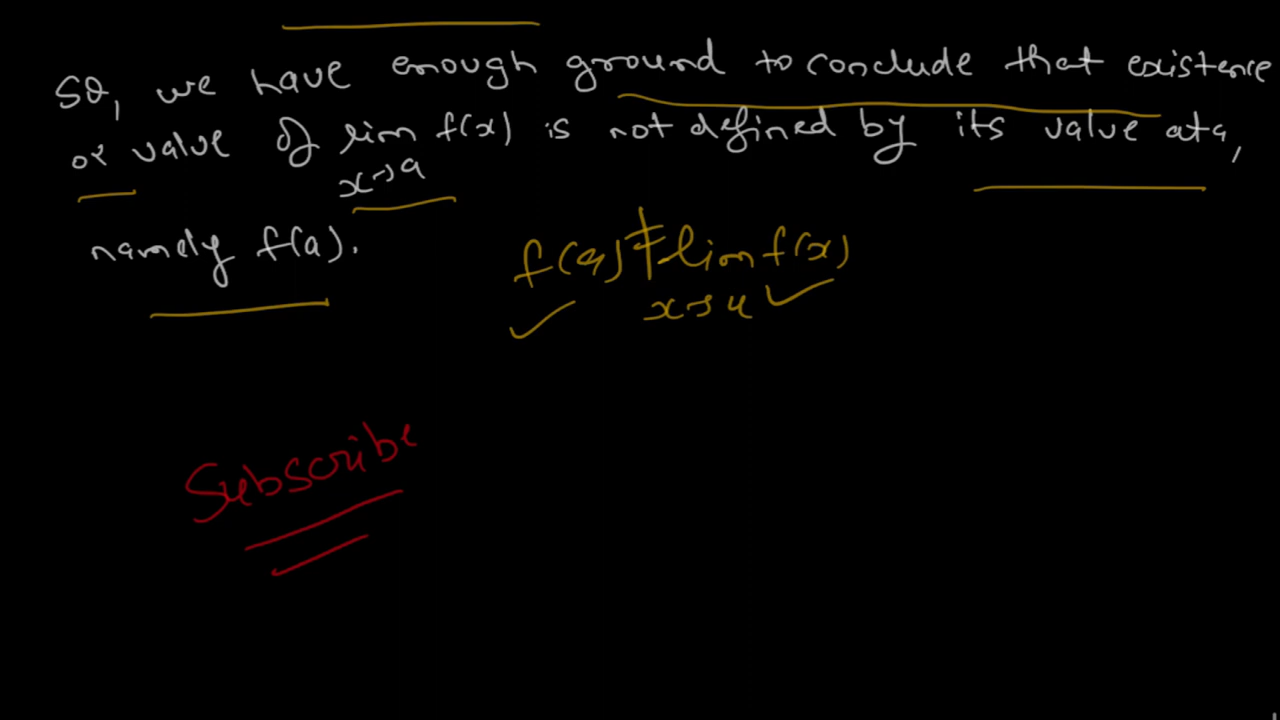 So, we have enough ground to conclude that existence
or value of lim f(x) is not defined by its value at a,
x→a
namely f(a).
f(a) ≠ lim f(x)
x→a
Subscribe